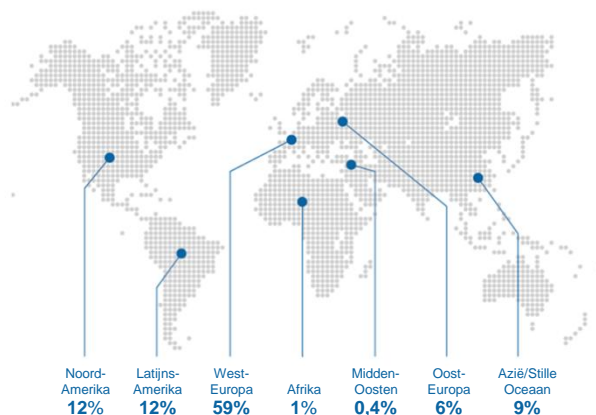 Noord-
Amerika
12%
Latijns-
Amerika
12%
West-
Europa
59%
Afrika
1%
Midden-
Oosten
0.4%
Oost-
Europa
6%
Azië/Stille
Oceaan
9%